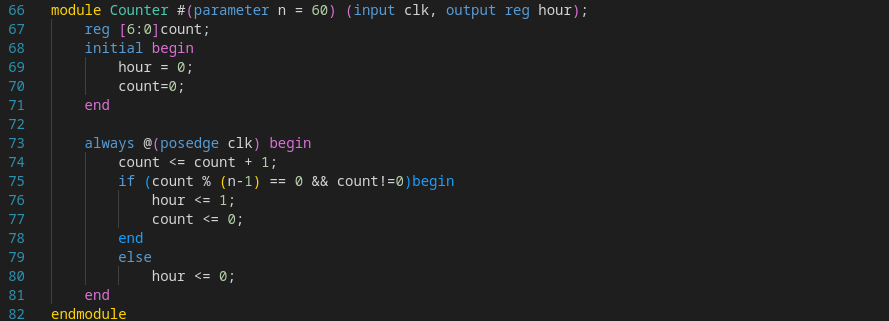 66 module Counter #(parameter n = 60) (input clk, output reg hour);
67     reg [6:0]count;
68     initial begin
69         hour = 0;
70         count=0;
71     end
72
73     always @(posedge clk) begin
74         count <= count + 1;
75         if (count % (n-1) == 0 && count!=0)begin
76             hour <= 1;
77             count <= 0;
78         end
79         else
80             hour <= 0;
81     end
82 endmodule